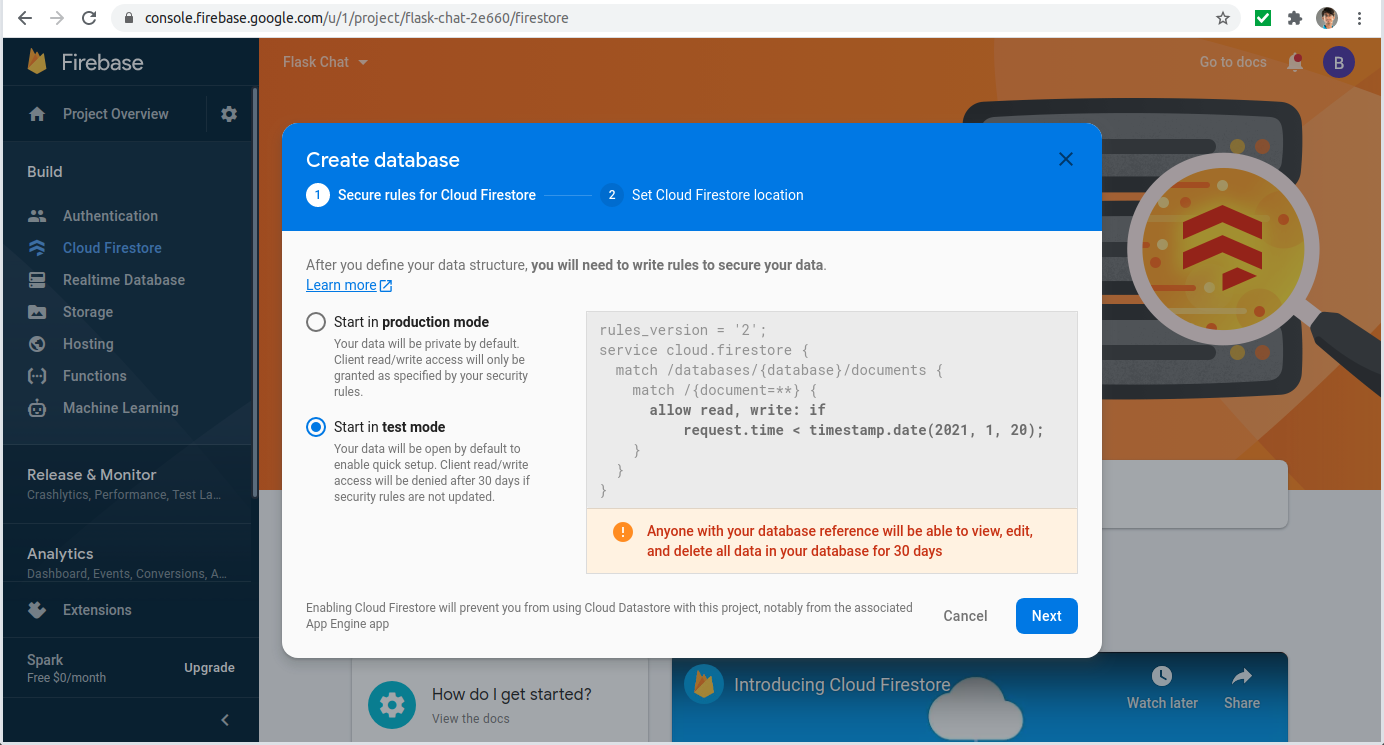 console.firebase.google.com/u/1/project/flask-chat-2e660/firestore
Firebase
Project Overview
Build
Authentication
Cloud Firestore
Realtime Database
Storage
Hosting
Functions
Machine Learning
Release & Monitor
Crashlytics, Performance, Test La...
Analytics
Dashboard, Events, Conversions, A...
Extensions
Spark
Free $0/month
Upgrade
Flask Chat
Go to docs
B
Create database
1 Secure rules for Cloud Firestore
2 Set Cloud Firestore location
After you define your data structure, you will need to write rules to secure your data.
Learn more
Start in production mode
Your data will be private by default.
Client read/write access will only be
granted as specified by your security
rules.
Start in test mode
Your data will be open by default to
enable quick setup. Client read/write
access will be denied after 30 days if
security rules are not updated.
rules_version = '2';
service cloud.firestore {
match /databases/{database}/documents {
match /{document=**} {
allow read, write: if
request.time < timestamp.date(2021, 1, 20);
}
}
}
Anyone with your database reference will be able to view, edit,
and delete all data in your database for 30 days
Enabling Cloud Firestore will prevent you from using Cloud Datastore with this project, notably from the associated
App Engine app
Cancel
Next
How do I get started?
View the docs
Introducing Cloud Firestore
Watch later
Share